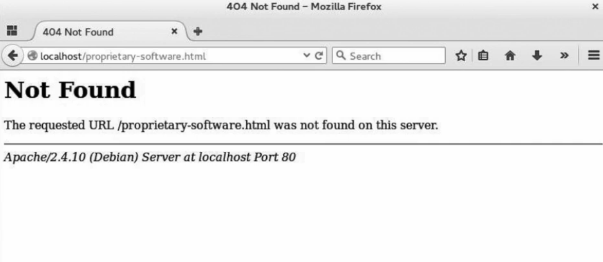 404 Not Found – Mozilla Firefox
404 Not Found
localhost/proprietary-software.html
Search
Not Found
The requested URL /proprietary-software.html was not found on this server.
Apache/2.4.10 (Debian) Server at localhost Port 80